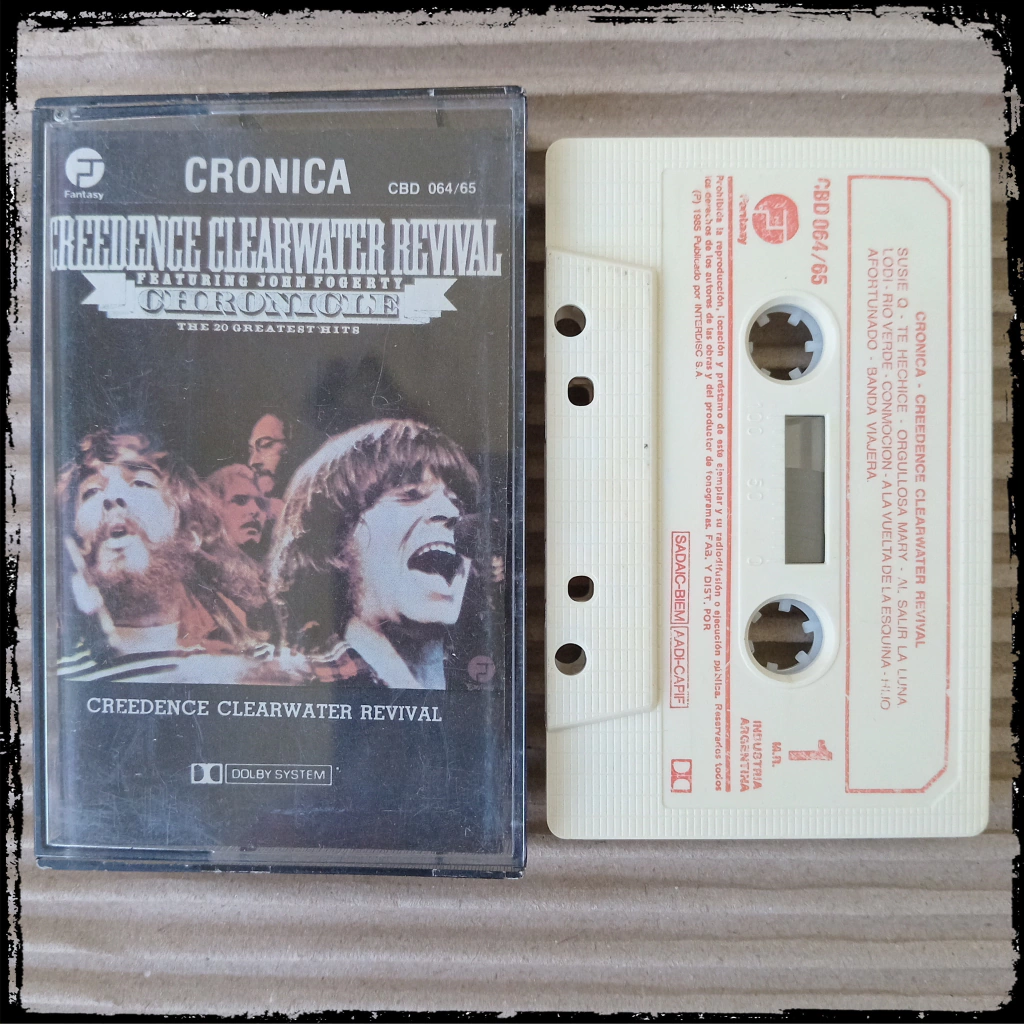 Fantasy
CRONICA
CBD 064/65
CREEDENCE CLEARWATER REVIVAL
FEATURING JOHN FOGERTY
CHRONICLE
THE 20 GREATEST HITS
CREEDENCE CLEARWATER REVIVAL
DOLBY SYSTEM
CRONICA - CREEDENCE CLEARWATER REVIVAL
SUSIE Q - TE HECHICE - ORGULLOSA MARY - AL SALIR LA LUNA
LODI - RIO VERDE - CONMOCION - A LA VUELTA DE LA ESQUINA - HIJO
AFORTUNADO - BANDA VIAJERA.
CBD 064/65
Fantasy
1
M.R.
INDUSTRIA
ARGENTINA
Prohibida la reproducción, locación y préstamo de este ejemplar y su radiodifusión o ejecución pública. Reservados todos
los derechos de los autores de las obras y del productor de fonogramas. FAB. Y DIST. POR
(P) 1985 Publicado por INTERDISC S.A.
SADAIC-BIEM AADI-CAPIF